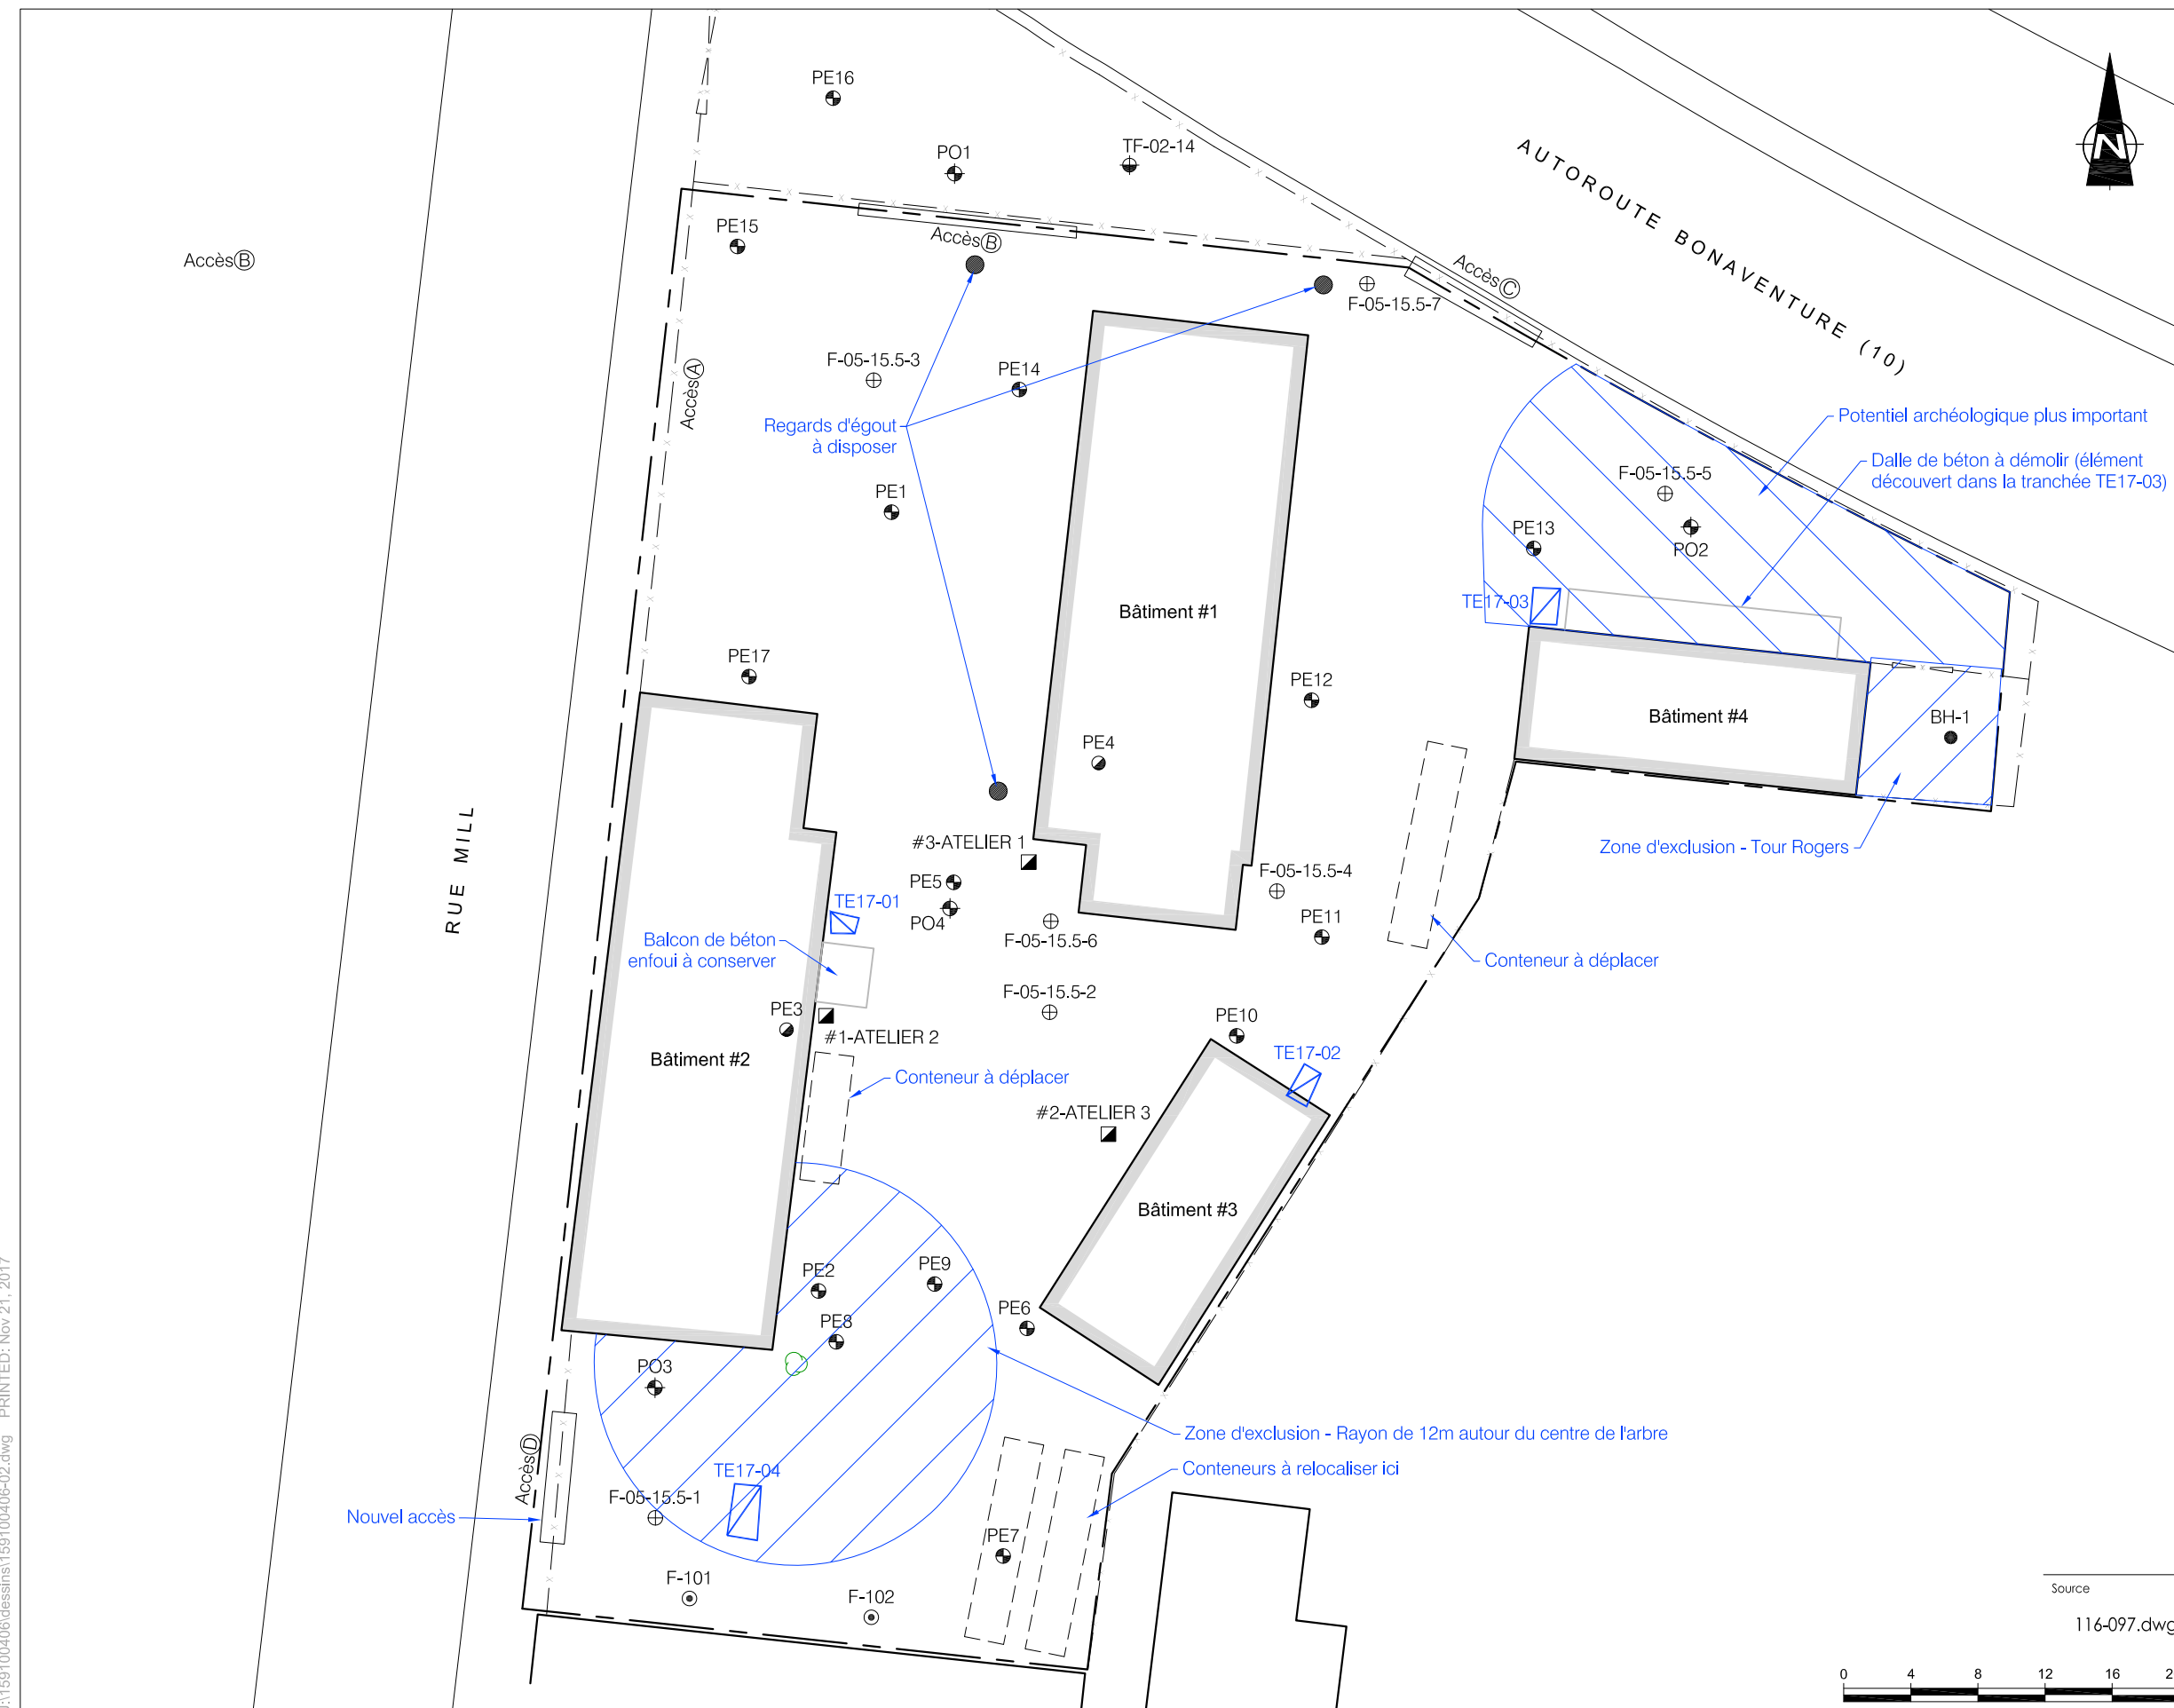 PE16
PO1
TF-02-14
N
AUTOROUTE BONAVENTURE (10)
PE15
Accès B
Accès B
Accès C
F-05-15.5-7
F-05-15.5-3
PE14
Accès A
Regards d'égout
à disposer
Potentiel archéologique plus important
Dalle de béton à démolir (élément
découvert dans la tranchée TE17-03)
F-05-15.5-5
PE1
PE13
PO2
TE17-03
Bâtiment #1
PE17
PE12
Bâtiment #4
BH-1
PE4
RUE MILL
#3-ATELIER 1
Zone d'exclusion - Tour Rogers
F-05-15.5-4
PE5
TE17-01
PO4
PE11
Balcon de béton
enfoui à conserver
F-05-15.5-6
Conteneur à déplacer
F-05-15.5-2
PE3
PE10
#1-ATELIER 2
TE17-02
Bâtiment #2
Conteneur à déplacer
#2-ATELIER 3
Bâtiment #3
PE2
PE9
PE6
PE8
PO3
Zone d'exclusion - Rayon de 12m autour du centre de l'arbre
Accès D
TE17-04
Conteneurs à relocaliser ici
F-05-15.5-1
Nouvel accès
PE7
F-101
F-102
Source
116-097.dwg
0 4 8 12 16
PRINTED: Nov 21, 2017
\159100406\dessins\159100406-02.dwg